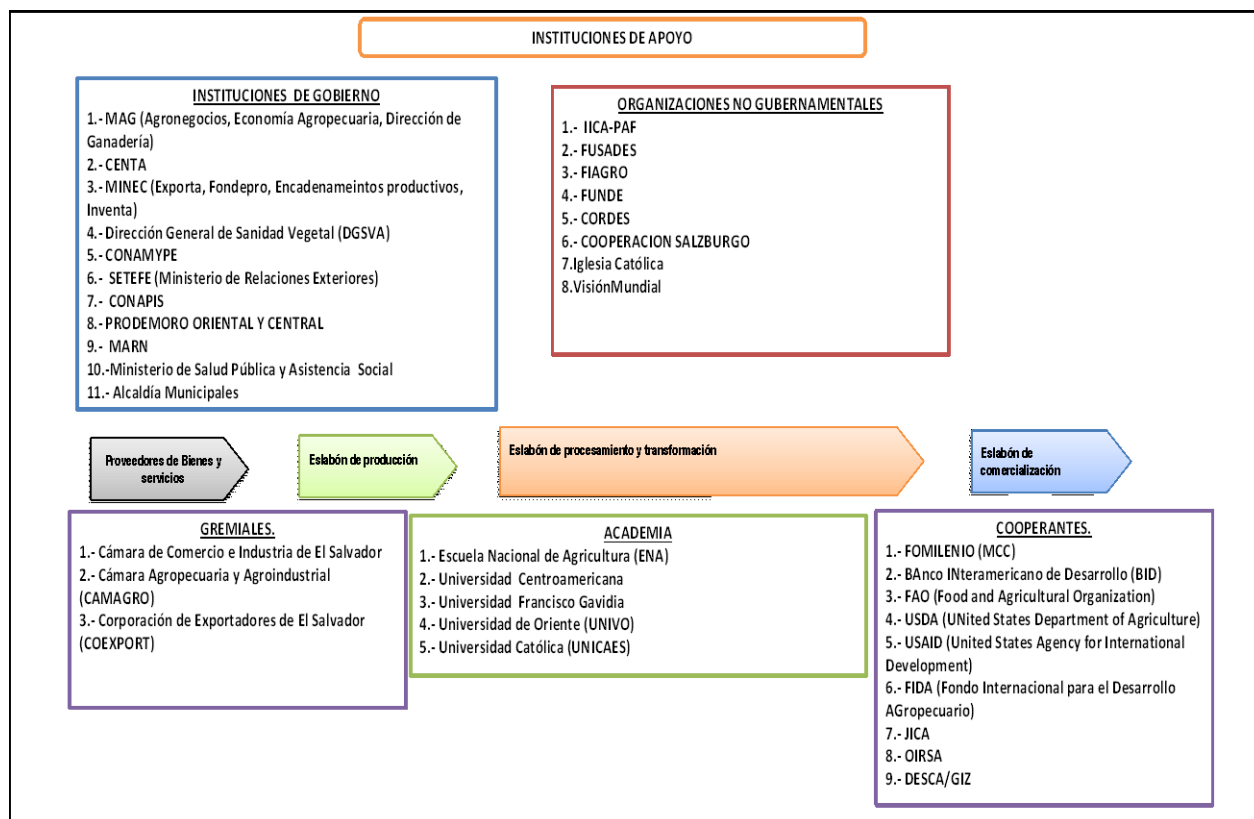 INSTITUCIONES DE APOYO
INSTITUCIONES DE GOBIERNO
1.- MAG (Agronegocios, Economía Agropecuaria, Dirección de
Ganadería)
2.- CENTA
3.- MINEC (Exporta, Fondepro, Encadenameintos productivos,
Inventa)
4.- Dirección General de Sanidad Vegetal (DGSVA)
5.- CONAMYPE
6.- SETEFE (Ministerio de Relaciones Exteriores)
7.- CONAPIS
8.- PRODEMORO ORIENTAL Y CENTRAL
9.- MARN
10.-Ministerio de Salud Pública y Asistencia Social
11.- Alcaldía Municipales
ORGANIZACIONES NO GUBERNAMENTALES
1.- IICA-PAF
2.- FUSADES
3.- FIAGRO
4.- FUNDE
5.- CORDES
6.- COOPERACION SALZBURGO
7.Iglesia Católica
8.VisiónMundial
Proveedores de Bienes y
servicios
Eslabón de producción
Eslabón de procesamiento y transformación
Eslabón de
comercialización
GREMIALES.
1.- Cámara de Comercio e Industria de El Salvador
2.- Cámara Agropecuaria y Agroindustrial
(CAMAGRO)
3.- Corporación de Exportadores de El Salvador
(COEXPORT)
ACADEMIA
1.- Escuela Nacional de Agricultura (ENA)
2.- Universidad Centroamericana
3.- Universidad Francisco Gavidia
4.- Universidad de Oriente (UNIVO)
5.- Universidad Católica (UNICAES)
COOPERANTES.
1.- FOMILENIO (MCC)
2.- BAnco INteramericano de Desarrollo (BID)
3.- FAO (Food and Agricultural Organization)
4.- USDA (UNited States Department of Agriculture)
5.- USAID (United States Agency for International
Development)
6.- FIDA (Fondo Internacional para el Desarrollo
AGropecuario)
7.- JICA
8.- OIRSA
9.- DESCA/GIZ